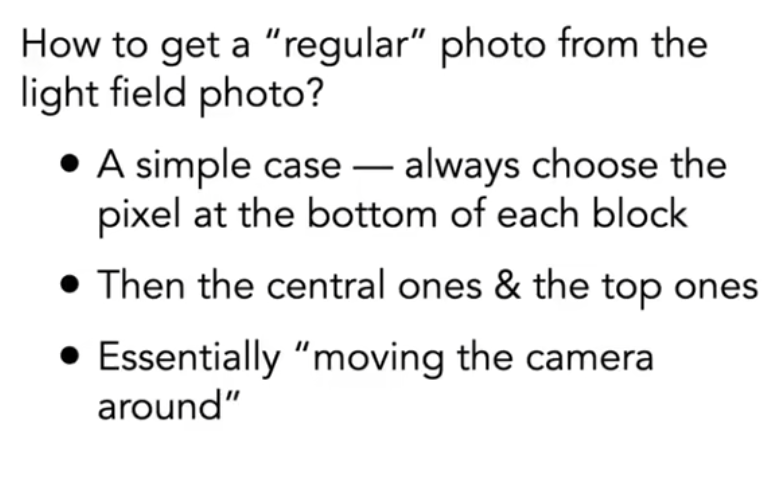 How to get a “regular” photo from the
light field photo?
• A simple case — always choose the
pixel at the bottom of each block
• Then the central ones & the top ones
• Essentially “moving the camera
around”